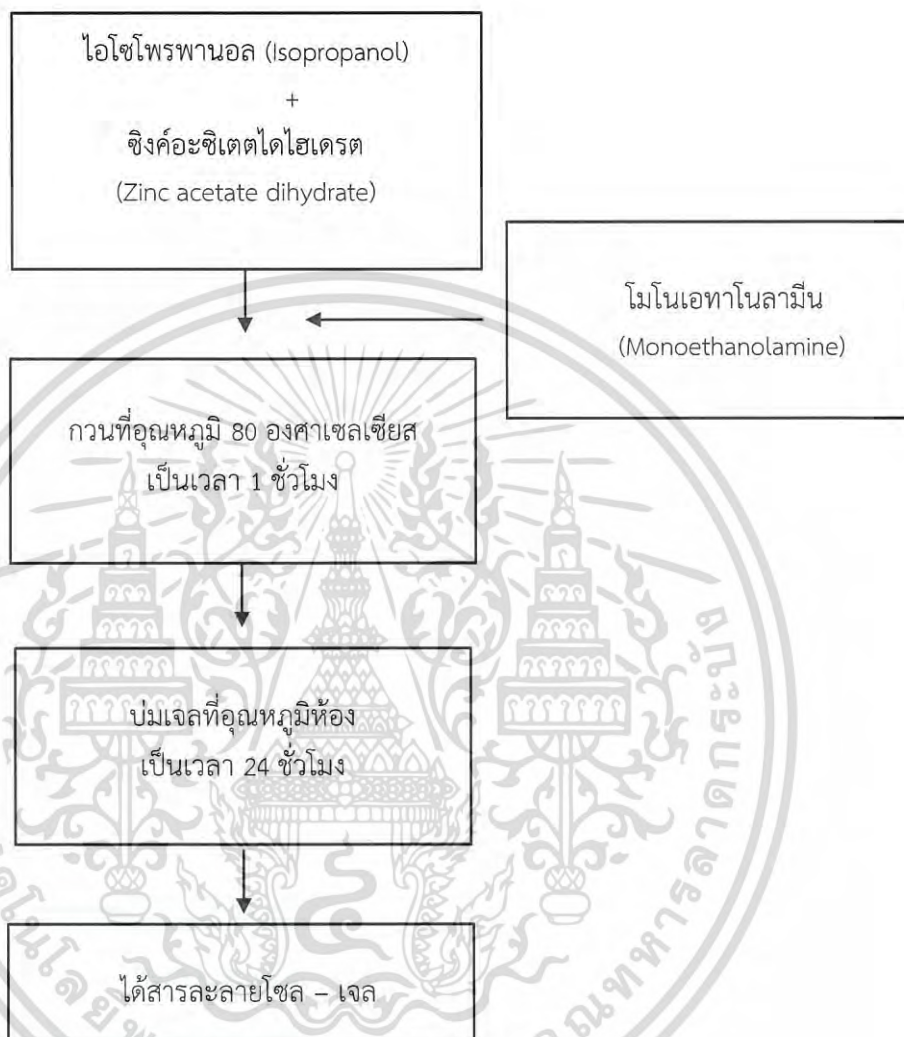 ไอโซโพรพานอล (Isopropanol)
+
ซิงค์อะซิเตตไดไฮเดรต
(Zinc acetate dihydrate)
โมโนเอทาโนลามีน
(Monoethanolamine)
กวนที่อุณหภูมิ 80 องศาเซลเซียส
เป็นเวลา 1 ชั่วโมง
บ่มเจลที่อุณหภูมิห้อง
เป็นเวลา 24 ชั่วโมง
ได้สารละลายโซล – เจล